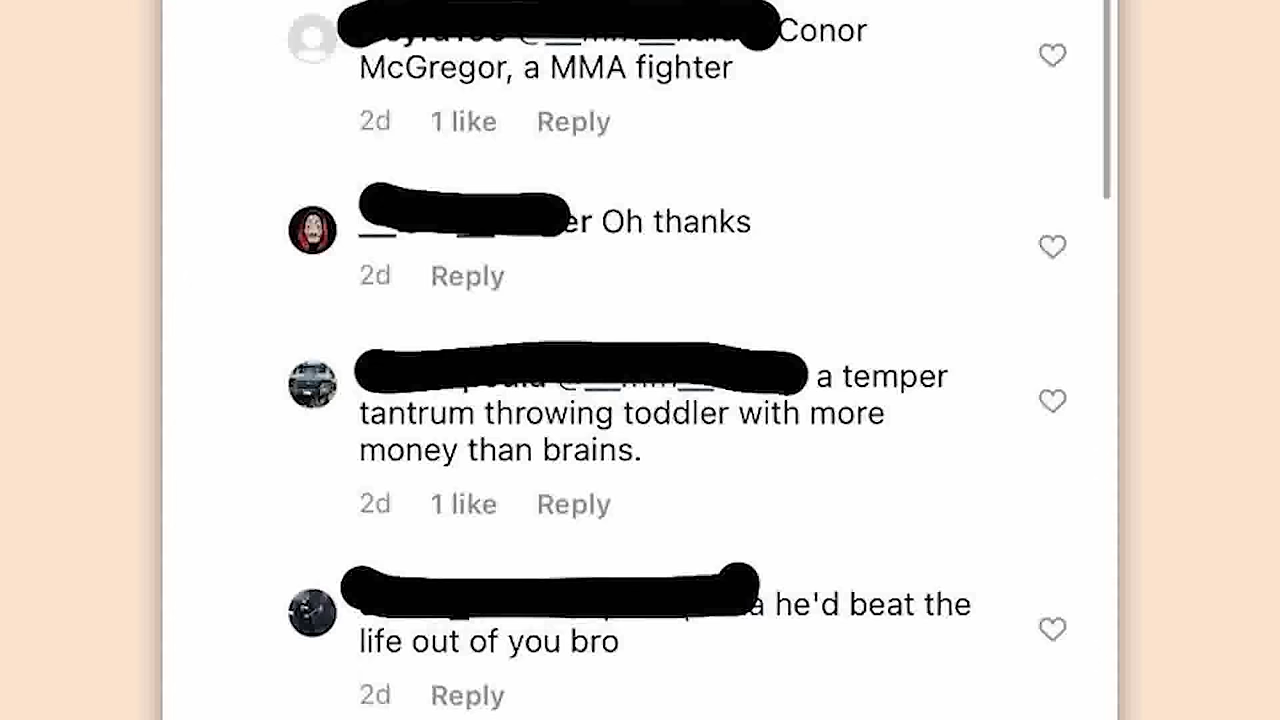 Conor
McGregor, a MMA fighter
2d 1 like Reply
er Oh thanks
2d Reply
a temper
tantrum throwing toddler with more
money than brains.
2d 1 like Reply
a he'd beat the
life out of you bro
2d Reply